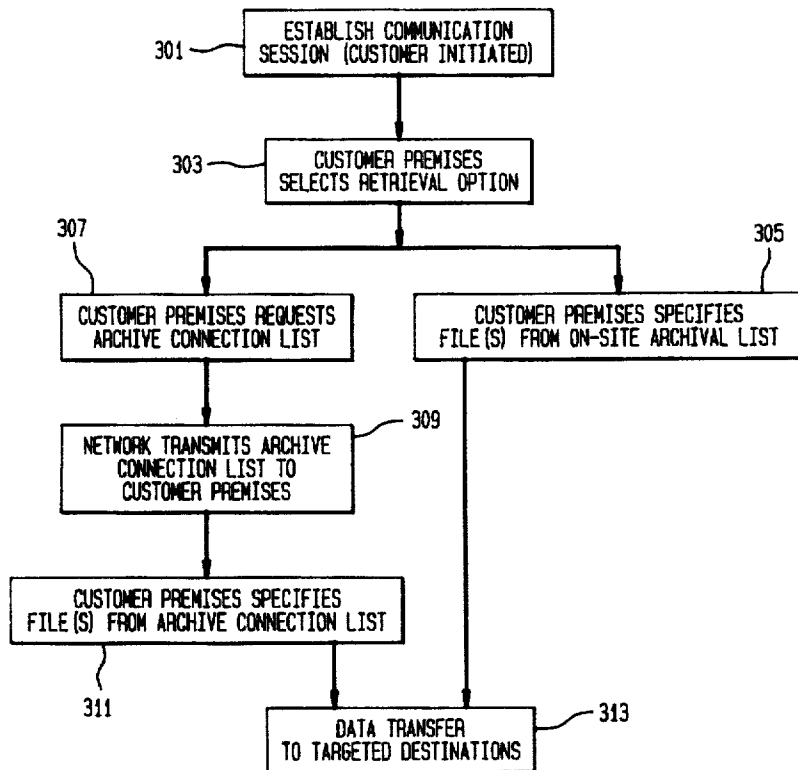 301
ESTABLISH COMMUNICATION
SESSION (CUSTOMER INITIATED)
303
CUSTOMER PREMISES
SELECTS RETRIEVAL OPTION
307
CUSTOMER PREMISES REQUESTS
ARCHIVE CONNECTION LIST
305
CUSTOMER PREMISES SPECIFIES
FILE(S) FROM ON-SITE ARCHIVAL LIST
309
NETWORK TRANSMITS ARCHIVE
CONNECTION LIST TO
CUSTOMER PREMISES
CUSTOMER PREMISES SPECIFIES
FILE(S) FROM ARCHIVE CONNECTION LIST
311
DATA TRANSFER
TO TARGETED DESTINATIONS
313